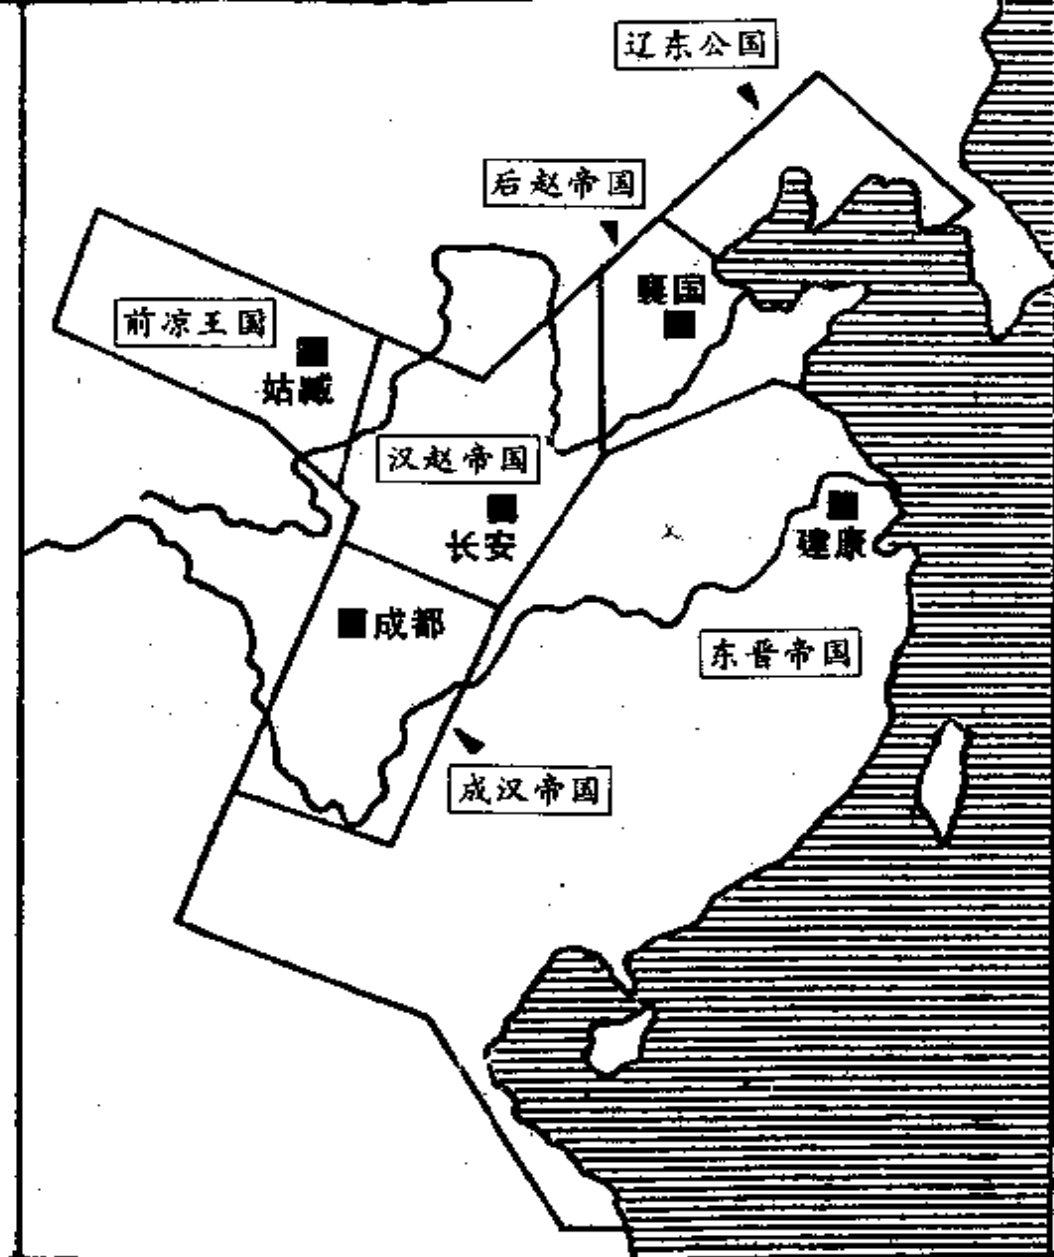 辽东公国
后赵帝国
襄国
前凉王国
姑臧
汉赵帝国
长安
建康
成都
东晋帝国
成汉帝国